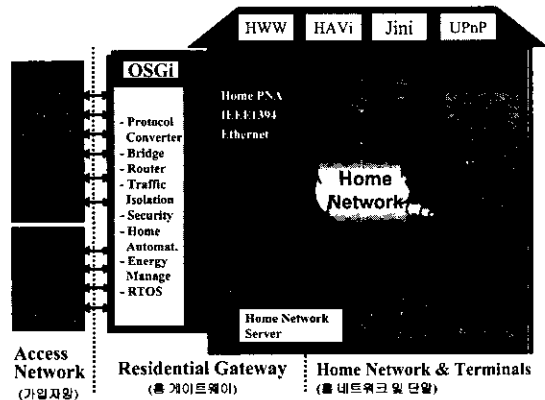 HWW HAVi Jini UPnP
OSGi
Home PNA
IEEE1394
Ethernet
- Protocol
Converter
- Bridge
- Router
- Traffic
Isolation
- Security
- Home
Automat.
- Energy
Manage
- RTOS
Home
Network
Home Network
Server
Access
Network
(가입자망)
Residential Gateway
(홈 게이트웨이)
Home Network & Terminals
(홈 네트워크 및 단말)